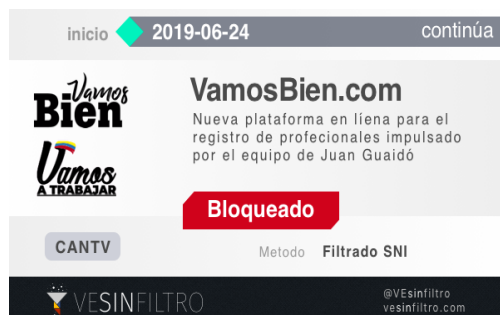 inicio 2019-06-24 continúa
Vamos
Bien
Vamos
A TRABAJAR
VamosBien.com
Nueva plataforma en líena para el
registro de profecionales impulsado
por el equipo de Juan Guaidó
Bloqueado
CANTV
Metodo Filtrado SNI
VESINFILTRO
@VEsinfiltro
vesinfiltro.com